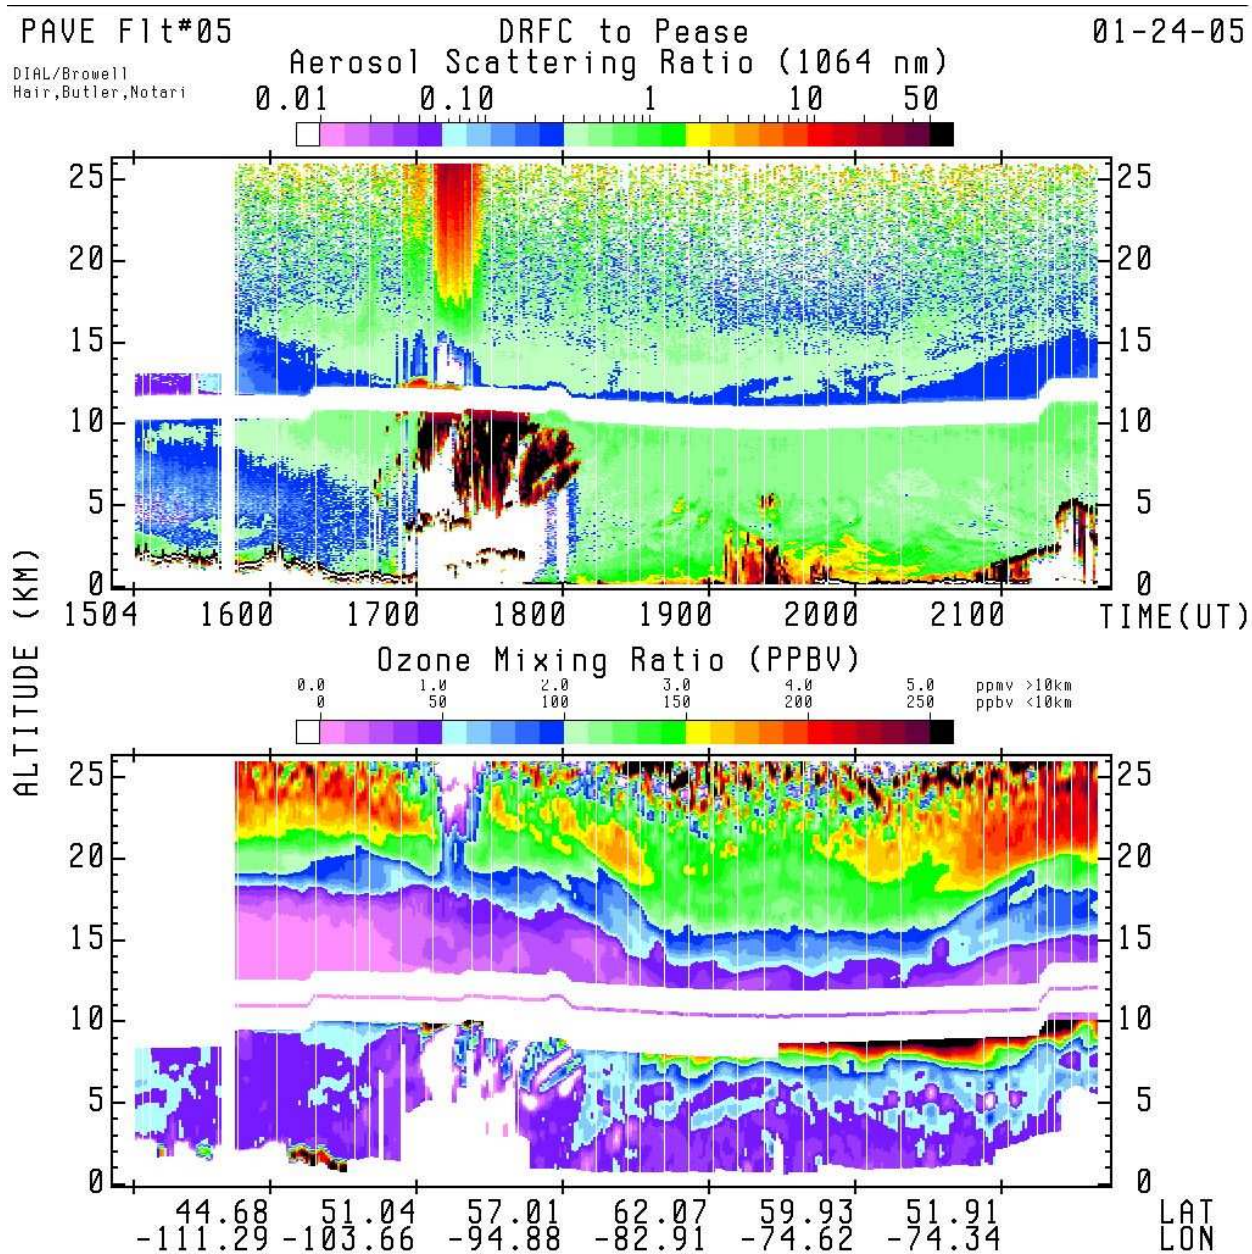 PAVE Flt#05 DRFC to Pease 01-24-05
DIAL/Browell
Hair,Butler,Notari
Aerosol Scattering Ratio (1064 nm)
0.01 0.10 1 10 50
25 25
20 20
15 15
10 10
5 5
0 0
1504 1600 1700 1800 1900 2000 2100 TIME(UT)
ALTITUDE (KM)
Ozone Mixing Ratio (PPBV)
0.0 1.0 2.0 3.0 4.0 5.0 ppmv >10km
0 50 100 150 200 250 ppbv <10km
25 25
20 20
15 15
10 10
5 5
0 0
44.68 51.04 57.01 62.07 59.93 51.91 LAT
-111.29 -103.66 -94.88 -82.91 -74.62 -74.34 LON